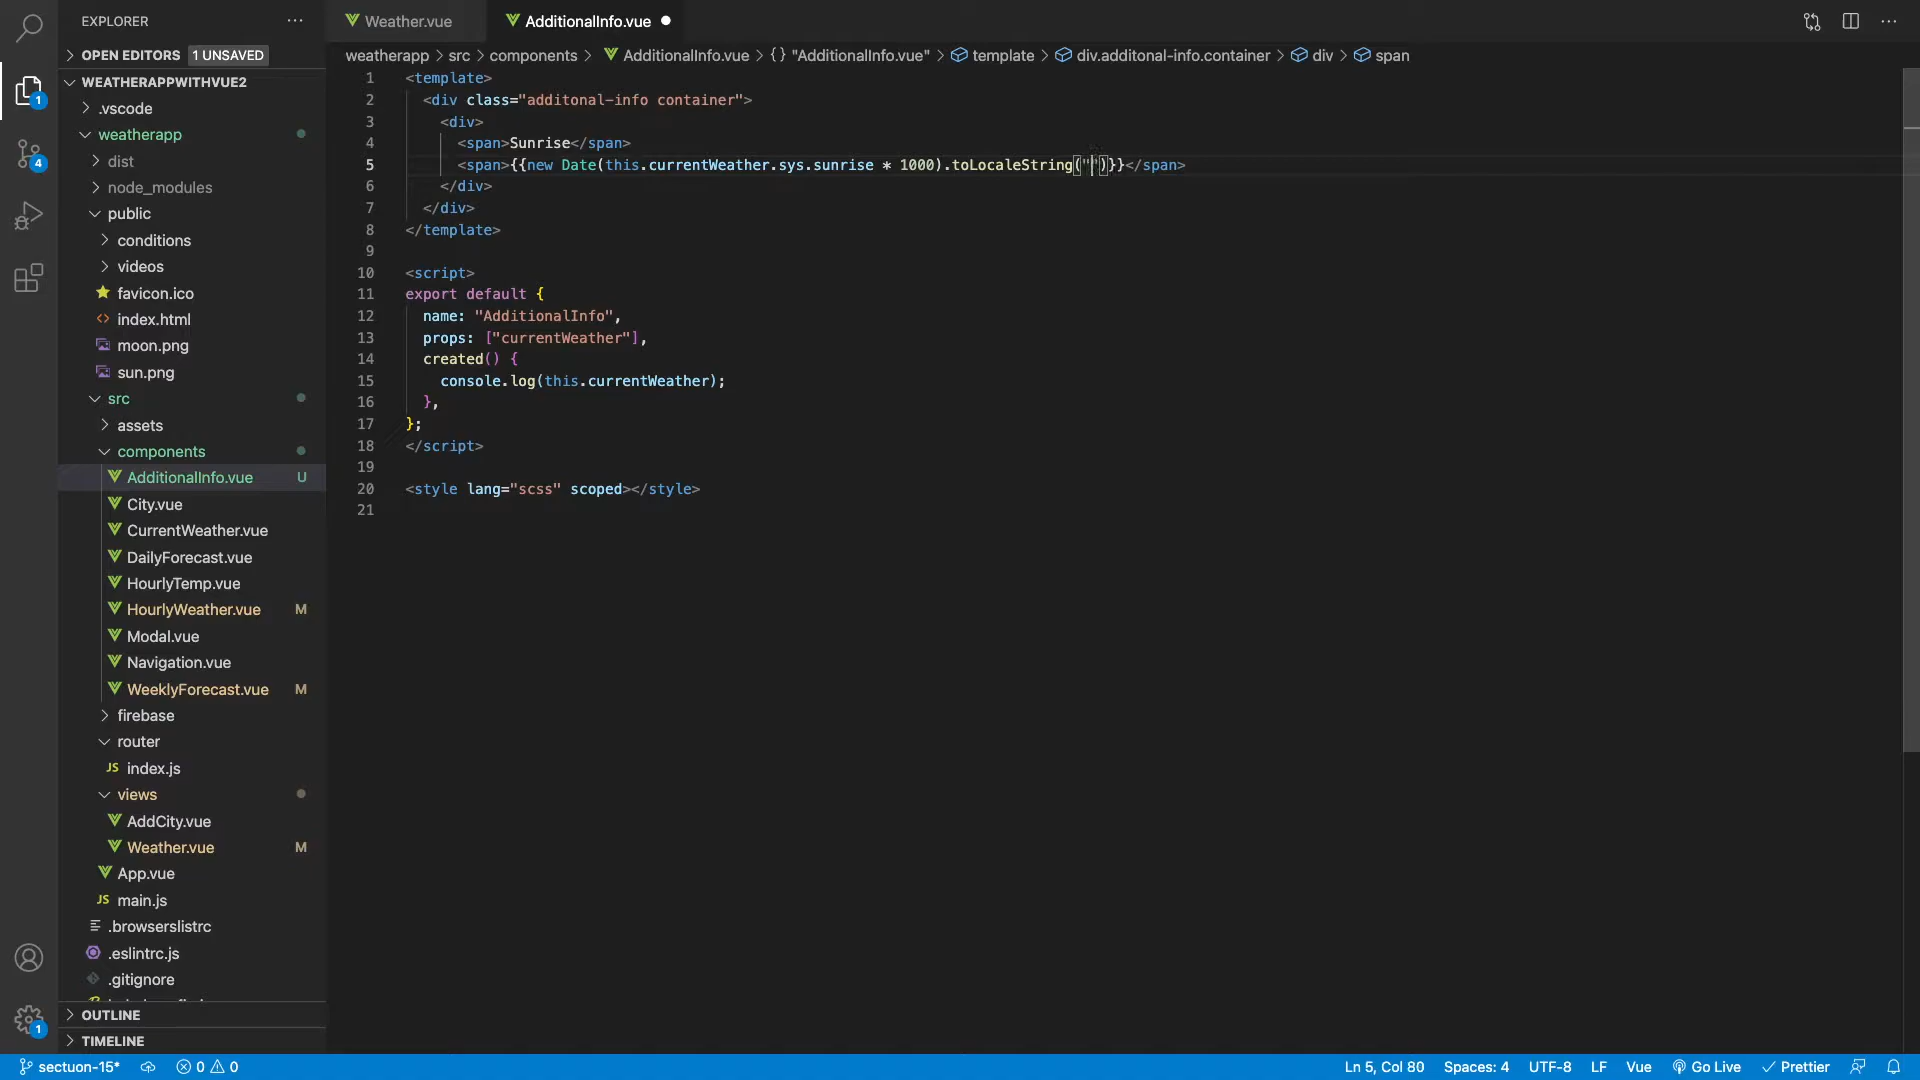 EXPLORER
OPEN EDITORS 1 UNSAVED
WEATHERAPPWITHVUE2
.vscode
weatherapp
dist
node_modules
public
conditions
videos
favicon.ico
index.html
moon.png
sun.png
src
assets
components
AdditionalInfo.vue U
City.vue
CurrentWeather.vue
DailyForecast.vue
HourlyTemp.vue
HourlyWeather.vue M
Modal.vue
Navigation.vue
WeeklyForecast.vue M
firebase
router
JS index.js
views
AddCity.vue
Weather.vue M
App.vue
JS main.js
.browserslistrc
.eslintrc.js
.gitignore
OUTLINE
TIMELINE
1
4
1
Weather.vue AdditionalInfo.vue
weatherapp > src > components > AdditionalInfo.vue > {} "AdditionalInfo.vue" > template > div.additonal-info.container > div > span
1 <template>
2 <div class="additonal-info container">
3 <div>
4 <span>Sunrise</span>
5 <span>{{new Date(this.currentWeather.sys.sunrise * 1000).toLocaleString("")}}</span>
6 </div>
7 </div>
8 </template>
9
10 <script>
11 export default {
12 name: "AdditionalInfo",
13 props: ["currentWeather"],
14 created() {
15 console.log(this.currentWeather);
16 },
17 };
18 </script>
19
20 <style lang="scss" scoped></style>
21
sectuon-15* 0 0 Ln 5, Col 80 Spaces: 4 UTF-8 LF Vue Go Live Prettier